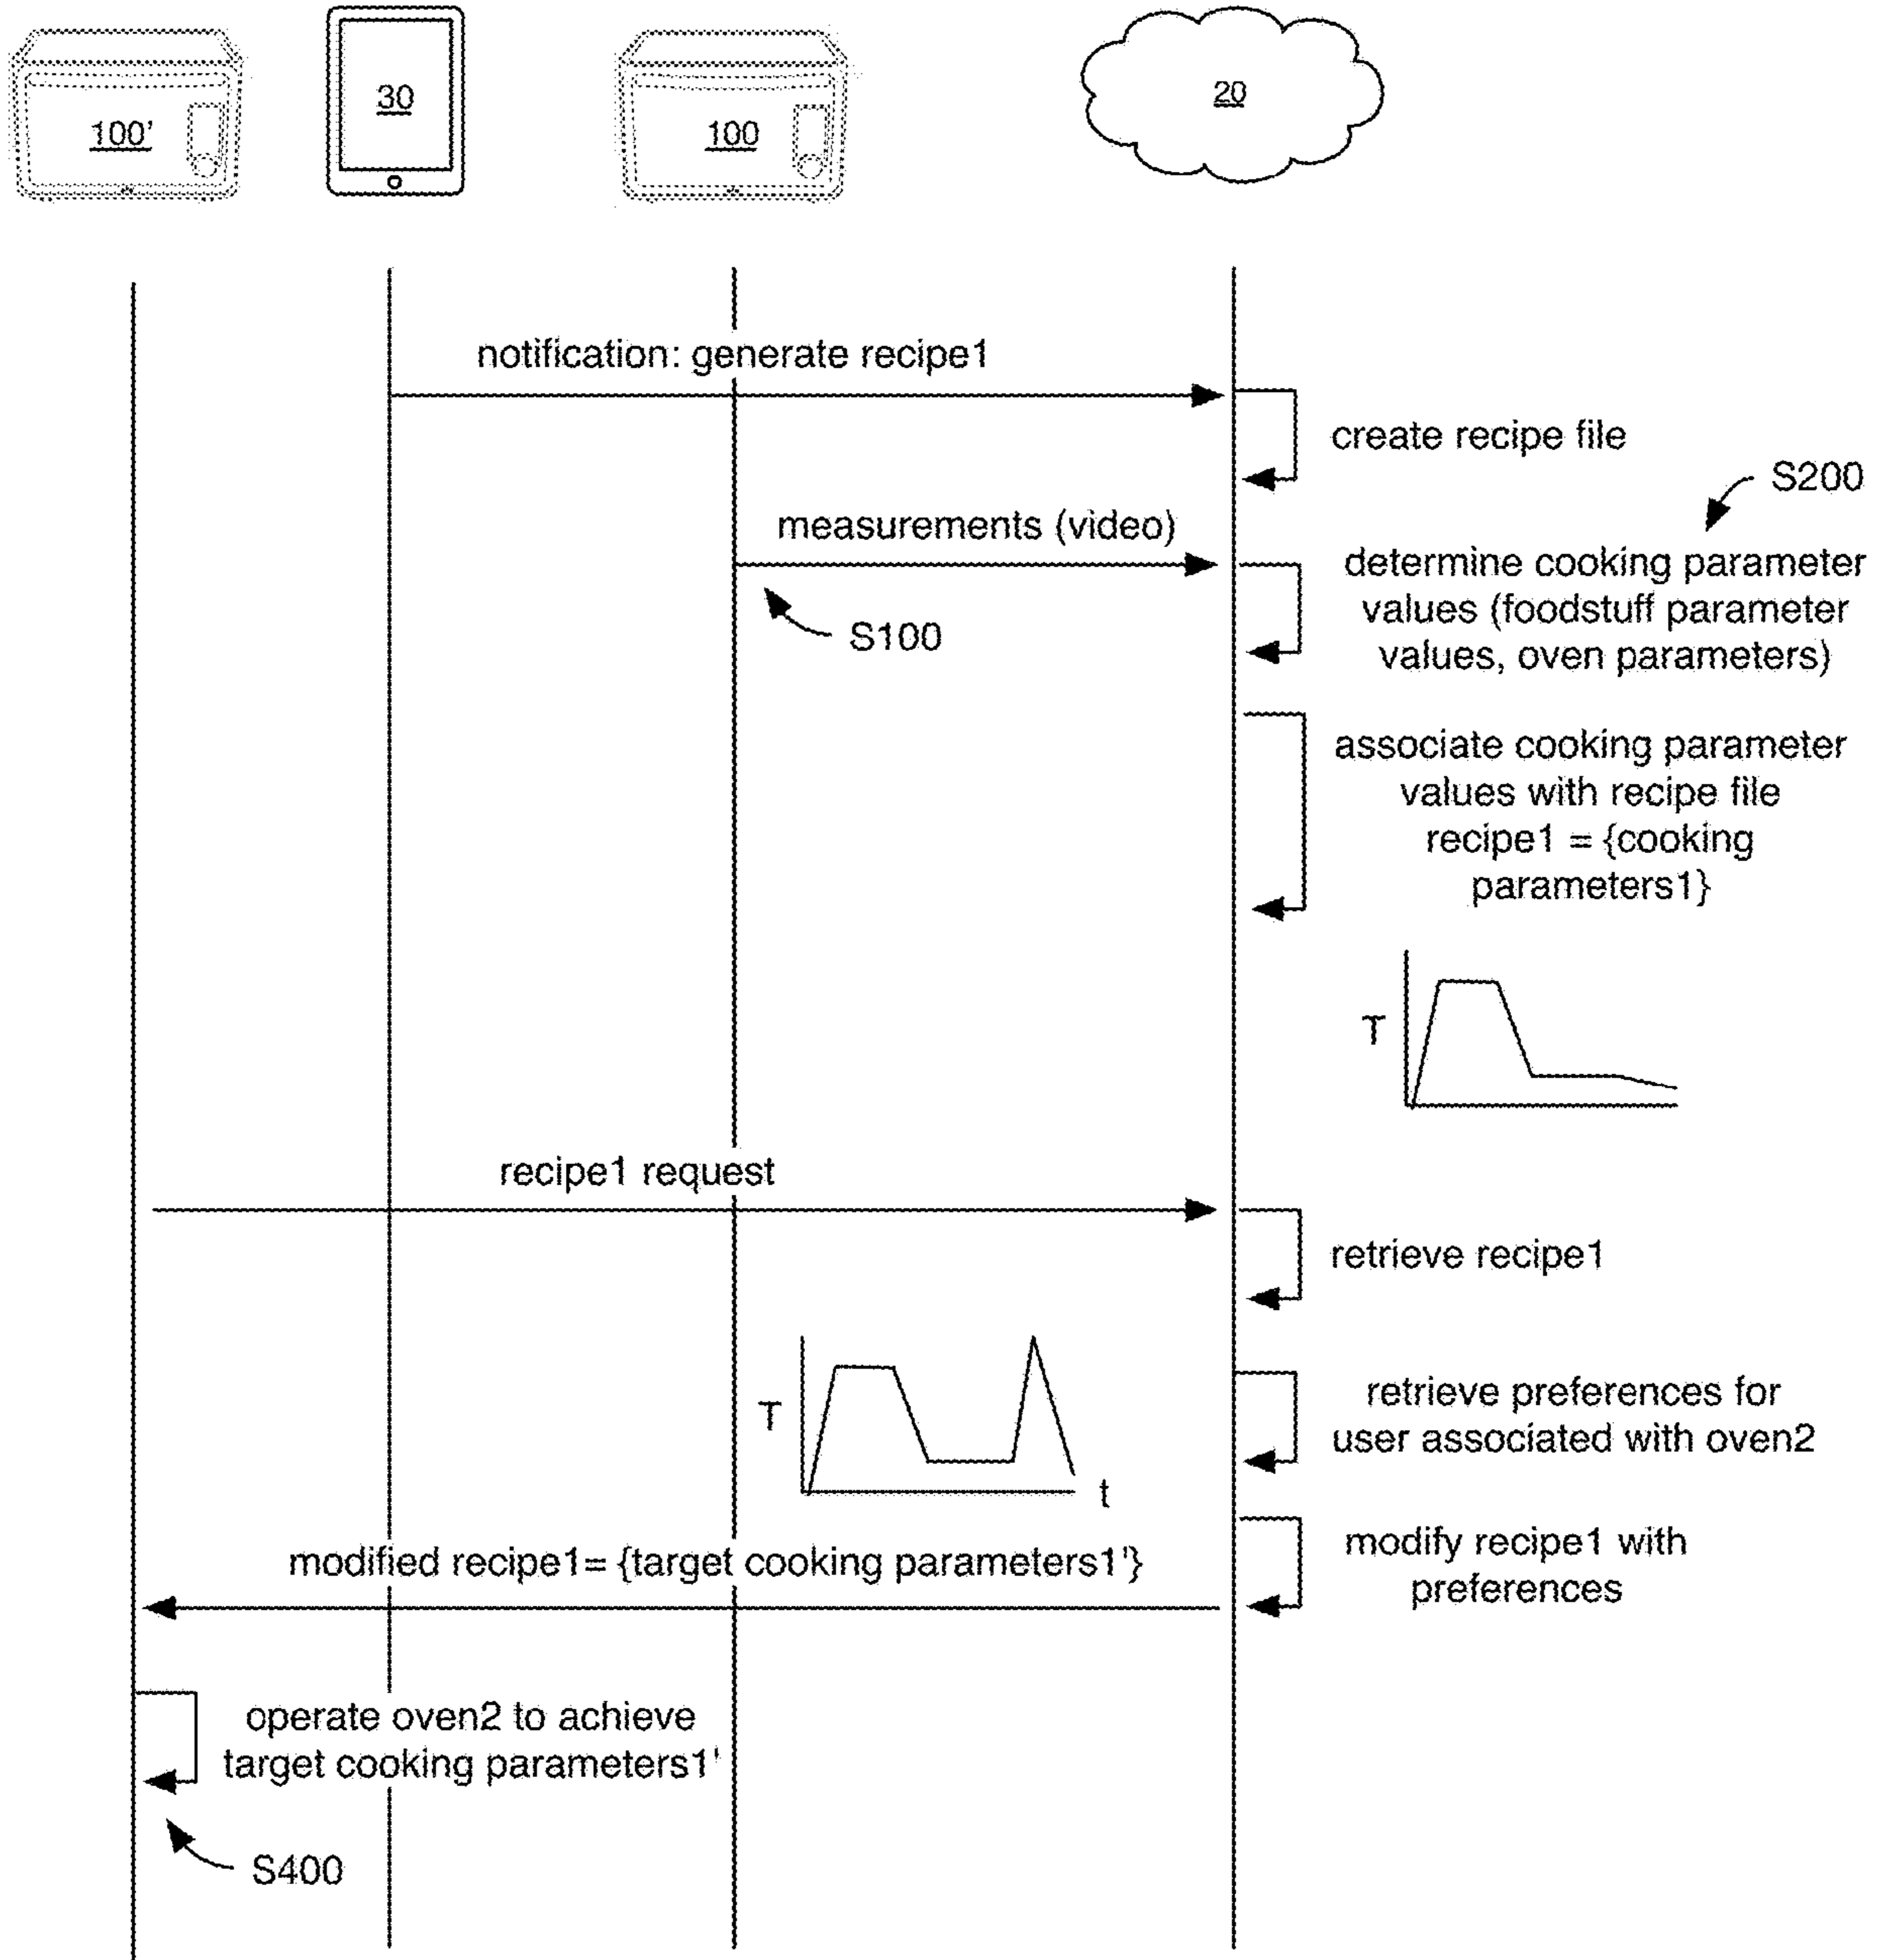 100'
30
100
20
notification: generate recipe1
create recipe file
S200
measurements (video)
determine cooking parameter
values (foodstuff parameter
values, oven parameters)
S100
associate cooking parameter
values with recipe file
recipe1 = {cooking
parameters1}
T
recipe1 request
retrieve recipe1
T
t
retrieve preferences for
user associated with oven2
modify recipe1 with
preferences
modified recipe1= {target cooking parameters1'}
operate oven2 to achieve
target cooking parameters1'
S400